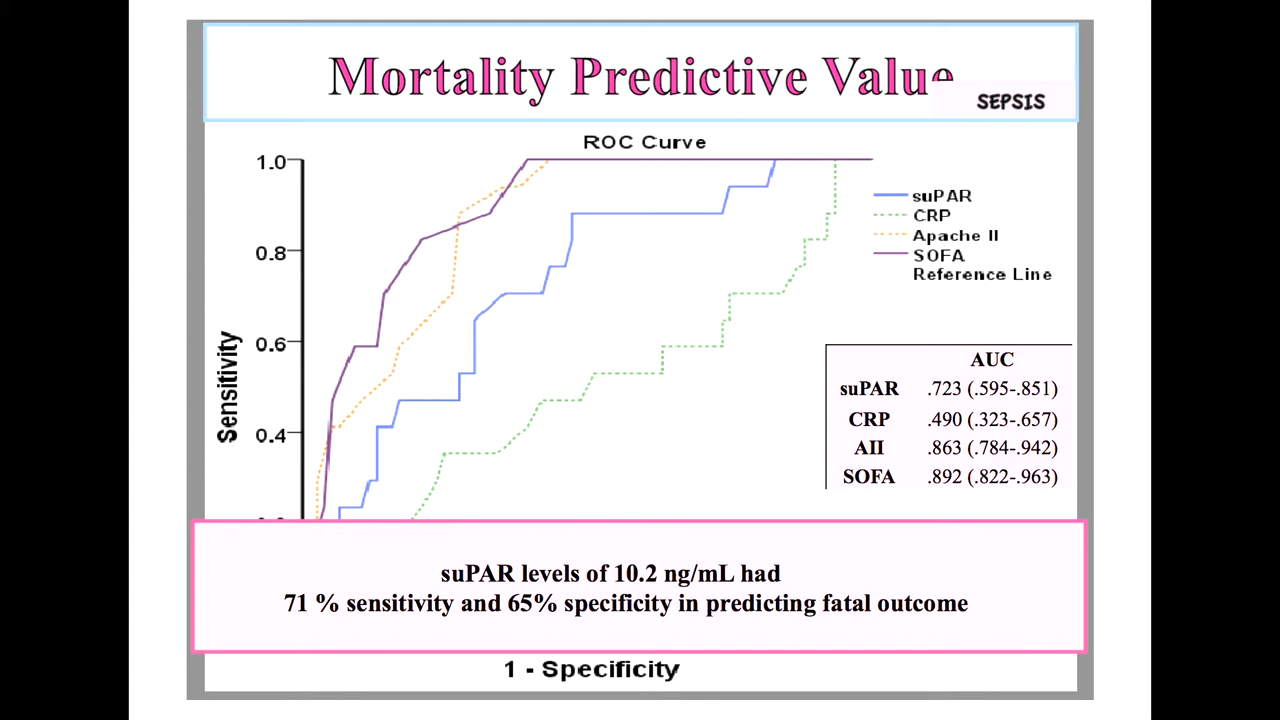 Mortality Predictive Value
SEPSIS
ROC Curve
1.0
0.8
0.6
0.4
Sensitivity
suPAR
CRP
Apache II
SOFA
Reference Line
AUC
suPAR .723 (.595-.851)
CRP .490 (.323-.657)
AII .863 (.784-.942)
SOFA .892 (.822-.963)
suPAR levels of 10.2 ng/mL had
71 % sensitivity and 65% specificity in predicting fatal outcome
1 - Specificity